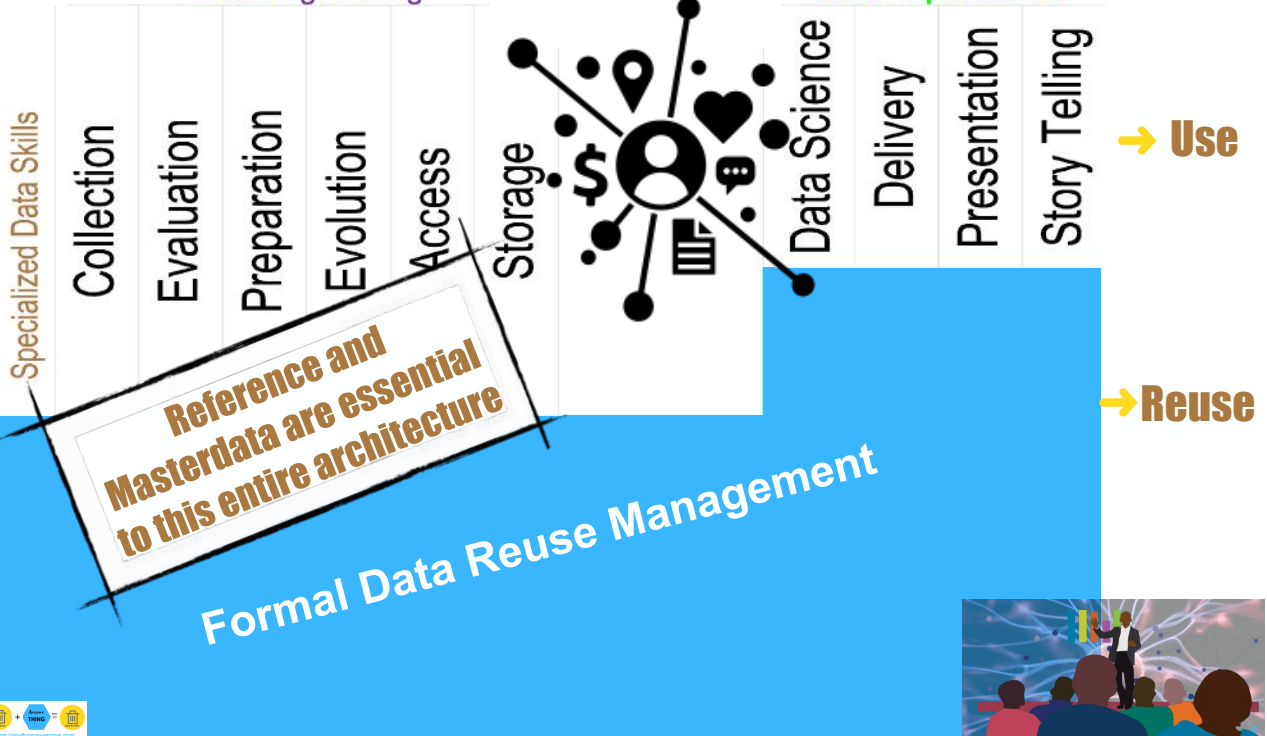 Specialized Data Skills
Collection
Evaluation
Preparation
Evolution
Access
Storage
$
Data Science
Delivery
Presentation
Story Telling
Use
Reuse
Reference and
Masterdata are essential
to this entire architecture
Formal Data Reuse Management
+
THING
=